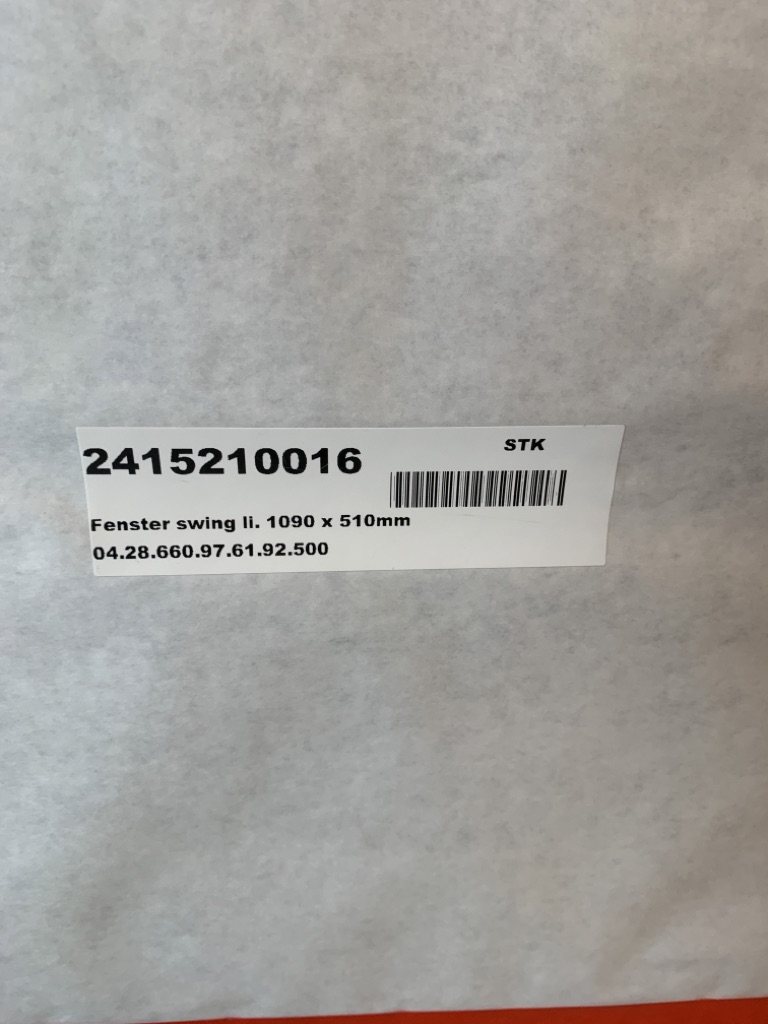 2415210016
STK
Fenster swing li. 1090 x 510mm
04.28.660.97.61.92.500